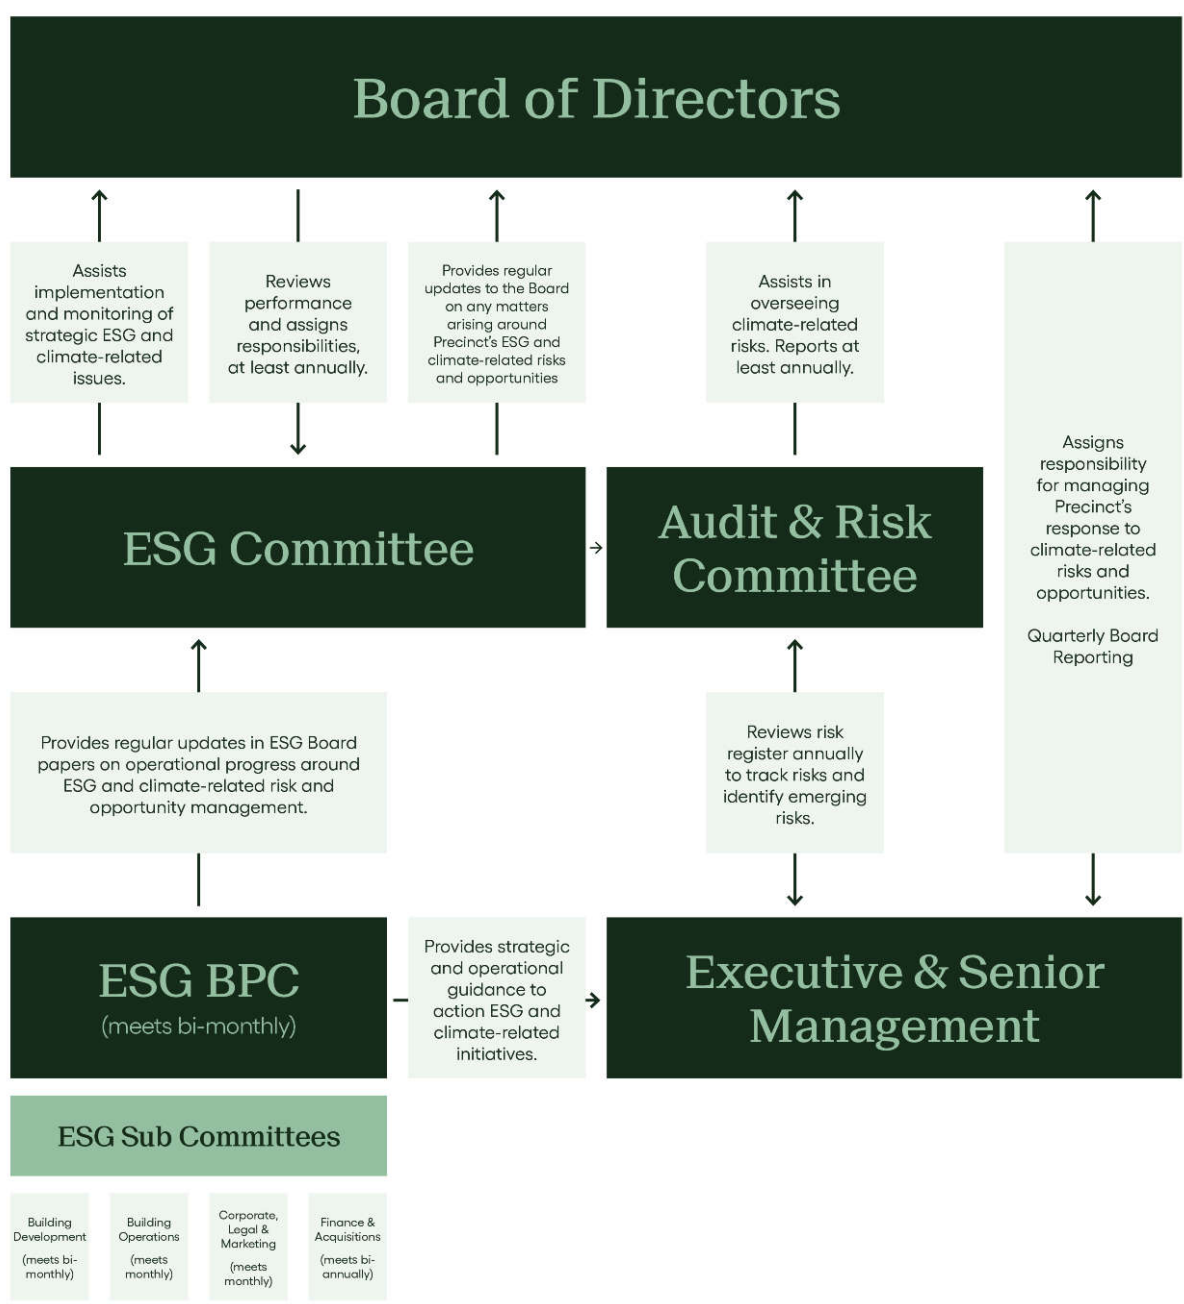 Board of Directors
Assists
implementation
and monitoring of
strategic ESG and
climate-related
issues.
Reviews
performance
and assigns
responsibilities,
at least annually.
Provides regular
updates to the Board
on any matters
arising around
Precinct's ESG and
climate-related risks
and opportunities
Assists in
overseeing
climate-related
risks. Reports at
least annually.
Assigns
responsibility
for managing
Precinct's
response to
climate-related
risks and
opportunities.
Quarterly Board
Reporting
ESG Committee
Audit & Risk
Committee
Provides regular updates in ESG Board
papers on operational progress around
ESG and climate-related risk and
opportunity management.
Reviews risk
register annually
to track risks and
identify emerging
risks.
ESG BPC
(meets bi-monthly)
Provides strategic
and operational
guidance to
action ESG and
climate-related
initiatives.
Executive & Senior
Management
ESG Sub Committees
Building
Development
(meets bi-
monthly)
Building
Operations
(meets
monthly)
Corporate,
Legal &
Marketing
(meets
monthly)
Finance &
Acquisitions
(meets bi-
annually)